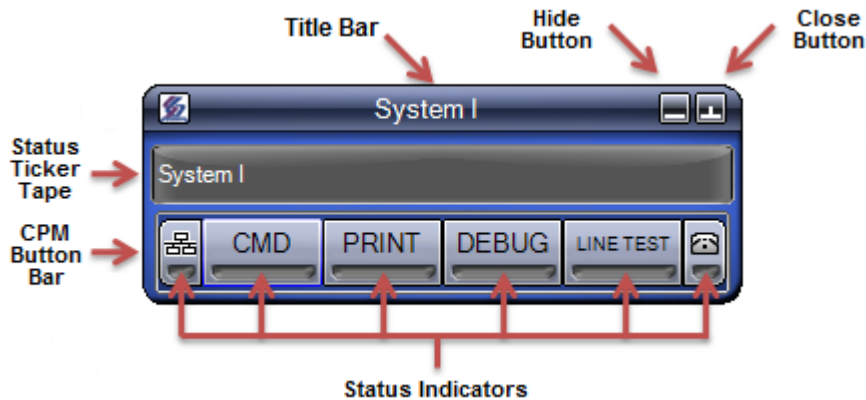 Title Bar
Hide
Button
Close
Button
System I
Status
Ticker
Tape
System I
CPM
Button
Bar
CMD PRINT DEBUG LINE TEST
Status Indicators